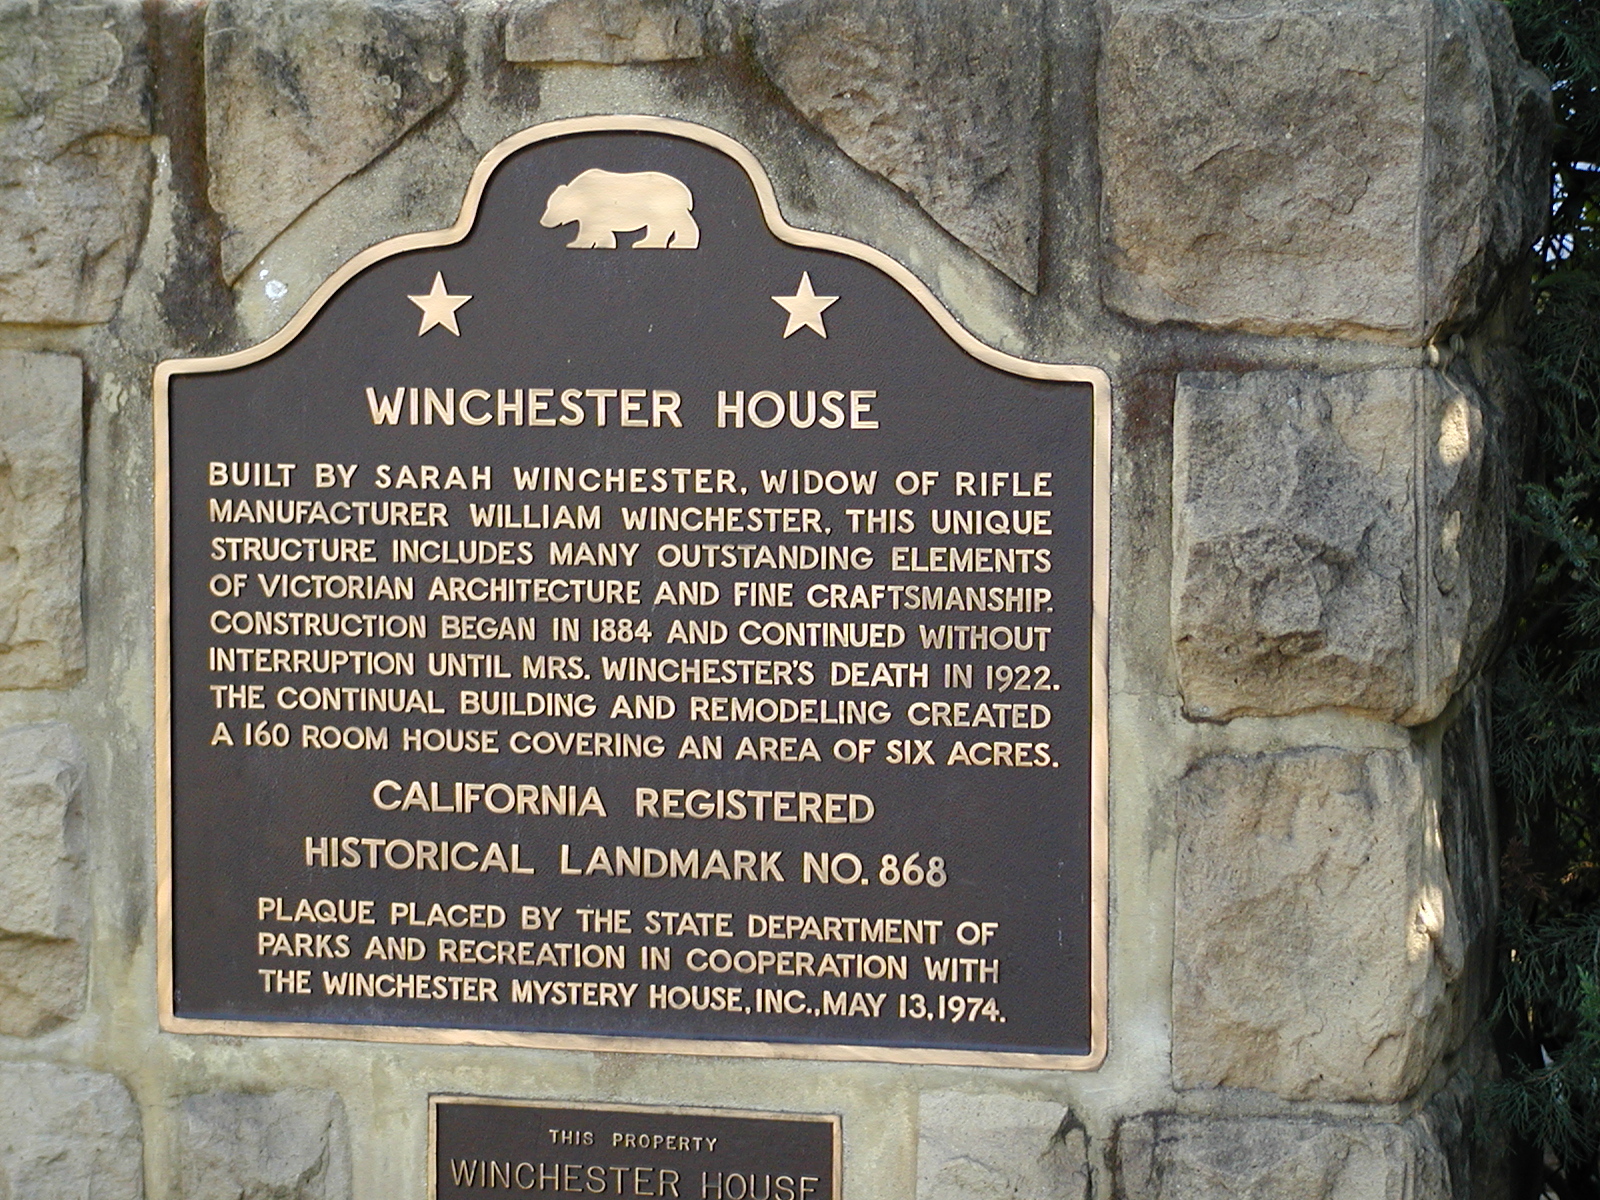 WINCHESTER HOUSE
BUILT BY SARAH WINCHESTER, WIDOW OF RIFLE
MANUFACTURER WILLIAM WINCHESTER, THIS UNIQUE
STRUCTURE INCLUDES MANY OUTSTANDING ELEMENTS
OF VICTORIAN ARCHITECTURE AND FINE CRAFTSMANSHIP.
CONSTRUCTION BEGAN IN 1884 AND CONTINUED WITHOUT
INTERRUPTION UNTIL MRS. WINCHESTER'S DEATH IN 1922.
THE CONTINUAL BUILDING AND REMODELING CREATED
A 160 ROOM HOUSE COVERING AN AREA OF SIX ACRES.
CALIFORNIA REGISTERED
HISTORICAL LANDMARK NO. 868
PLAQUE PLACED BY THE STATE DEPARTMENT OF
PARKS AND RECREATION IN COOPERATION WITH
THE WINCHESTER MYSTERY HOUSE, INC., MAY 13, 1974.
THIS PROPERTY
WINCHESTER HOUSE